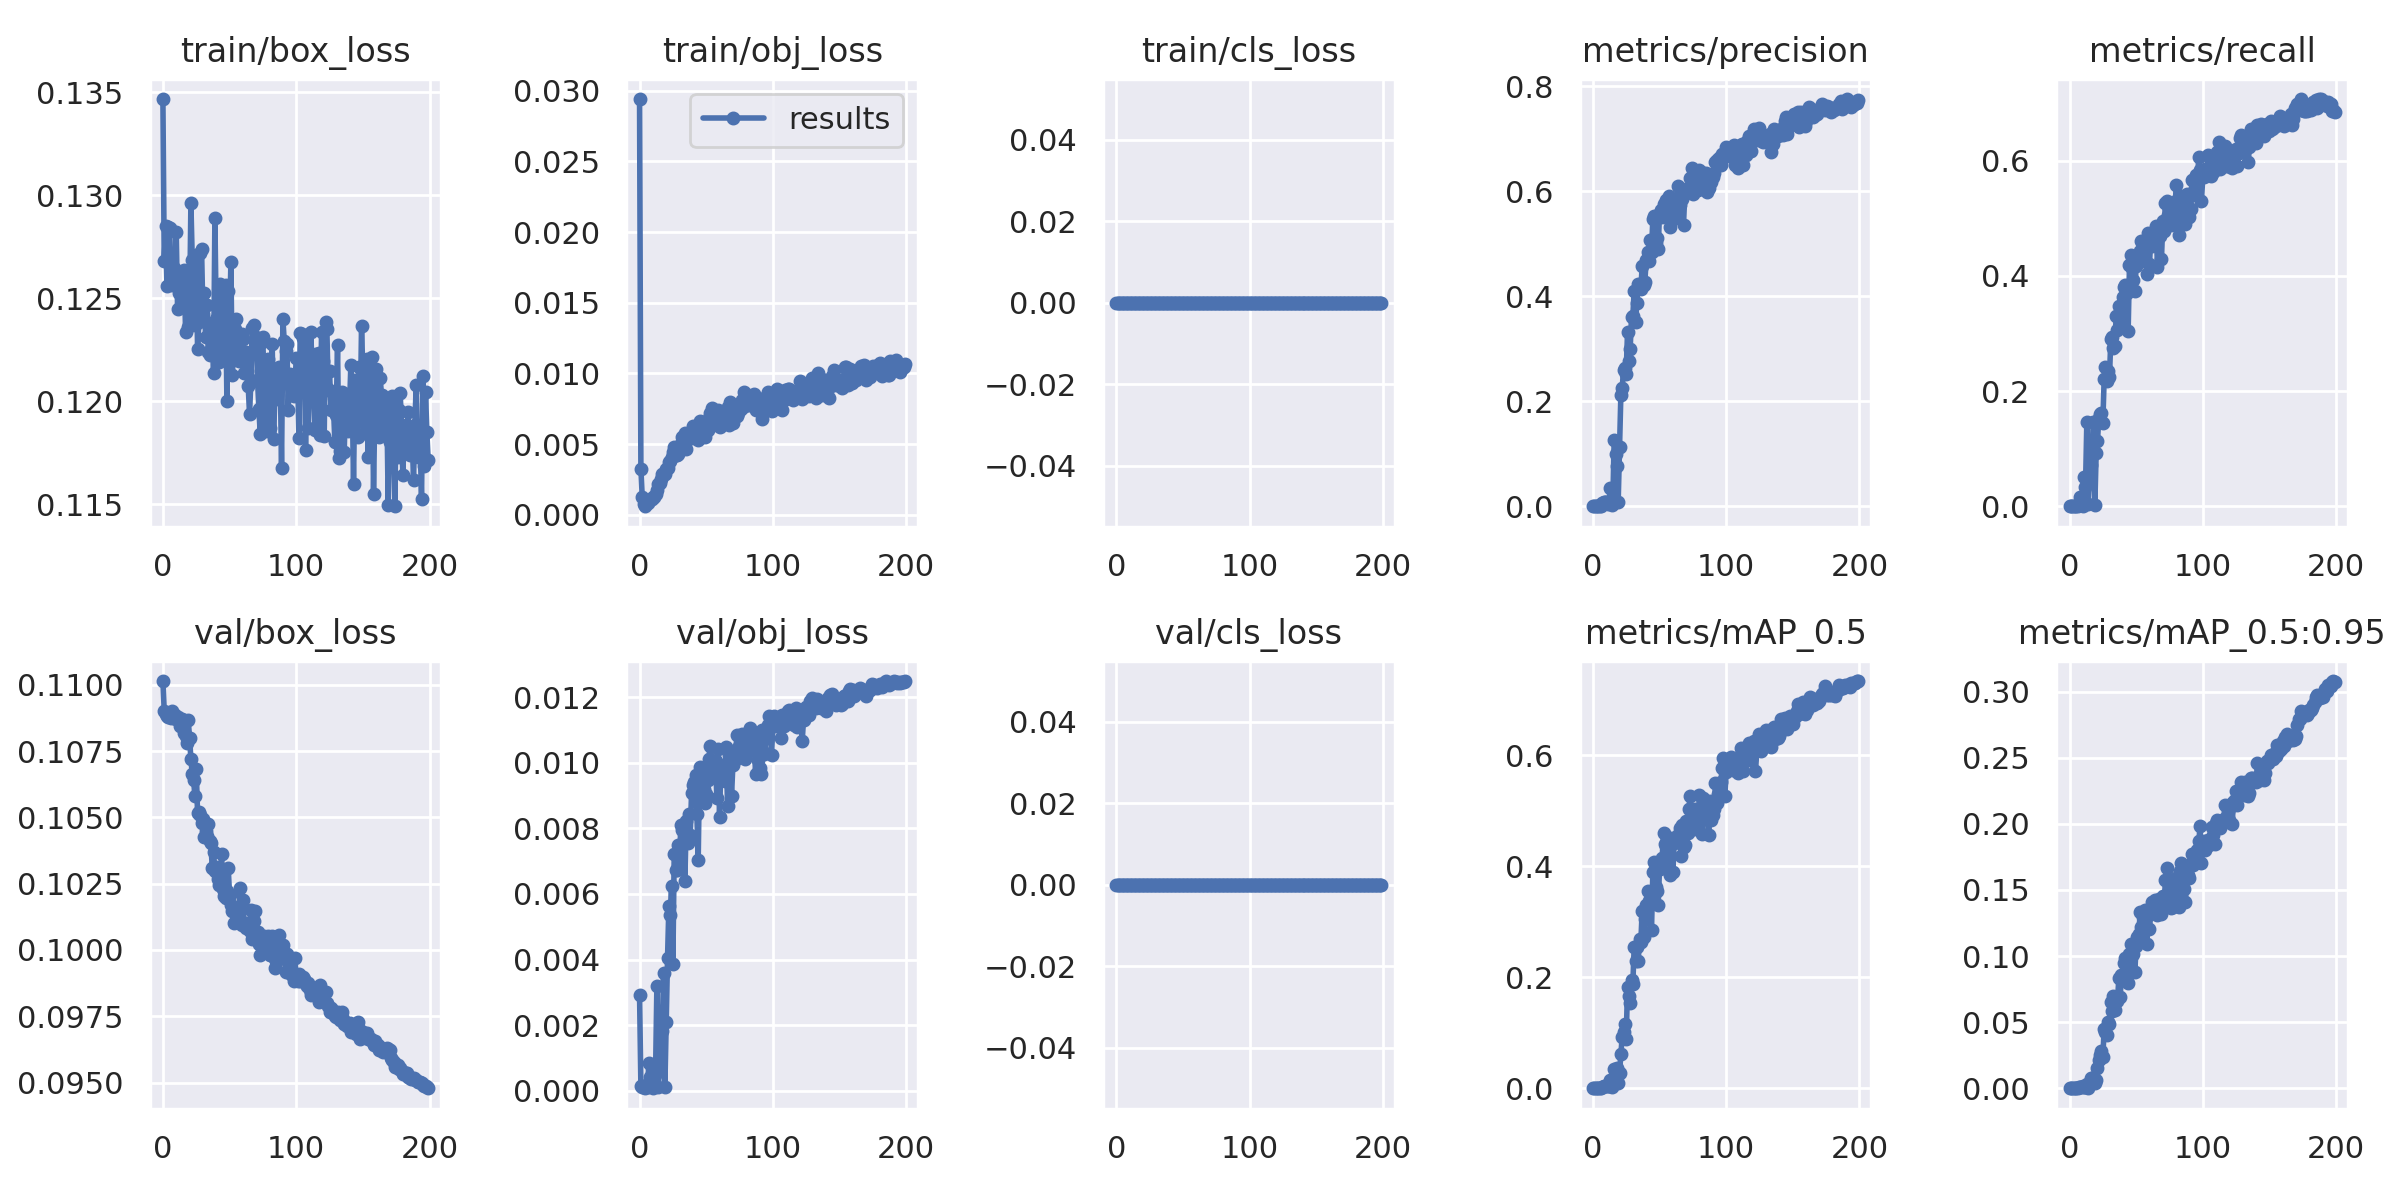 train/box_loss
0.135
0.130
0.125
0.120
0.115
0 100 200
train/obj_loss
results
0.030
0.025
0.020
0.015
0.010
0.005
0.000
0 100 200
train/cls_loss
0.04
0.02
0.00
−0.02
−0.04
0 100 200
metrics/precision
0.8
0.6
0.4
0.2
0.0
0 100 200
metrics/recall
0.6
0.4
0.2
0.0
0 100 200
val/box_loss
0.1100
0.1075
0.1050
0.1025
0.1000
0.0975
0.0950
0 100 200
val/obj_loss
0.012
0.010
0.008
0.006
0.004
0.002
0.000
0 100 200
val/cls_loss
0.04
0.02
0.00
−0.02
−0.04
0 100 200
metrics/mAP_0.5
0.6
0.4
0.2
0.0
0 100 200
metrics/mAP_0.5:0.95
0.30
0.25
0.20
0.15
0.10
0.05
0.00
0 100 200